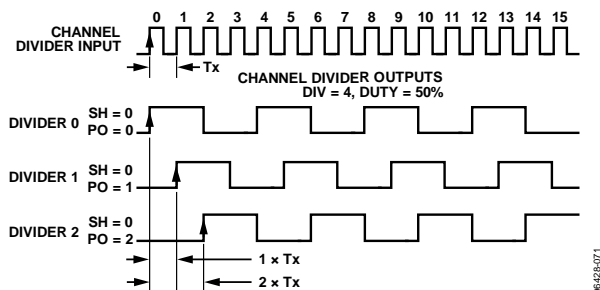 0 1 2 3 4 5 6 7 8 9 10 11 12 13 14 15
CHANNEL
DIVIDER INPUT
Tx
CHANNEL DIVIDER OUTPUTS
DIV = 4, DUTY = 50%
DIVIDER 0
SH = 0
PO = 0
DIVIDER 1
SH = 0
PO = 1
DIVIDER 2
SH = 0
PO = 2
1 × Tx
2 × Tx
06428-071